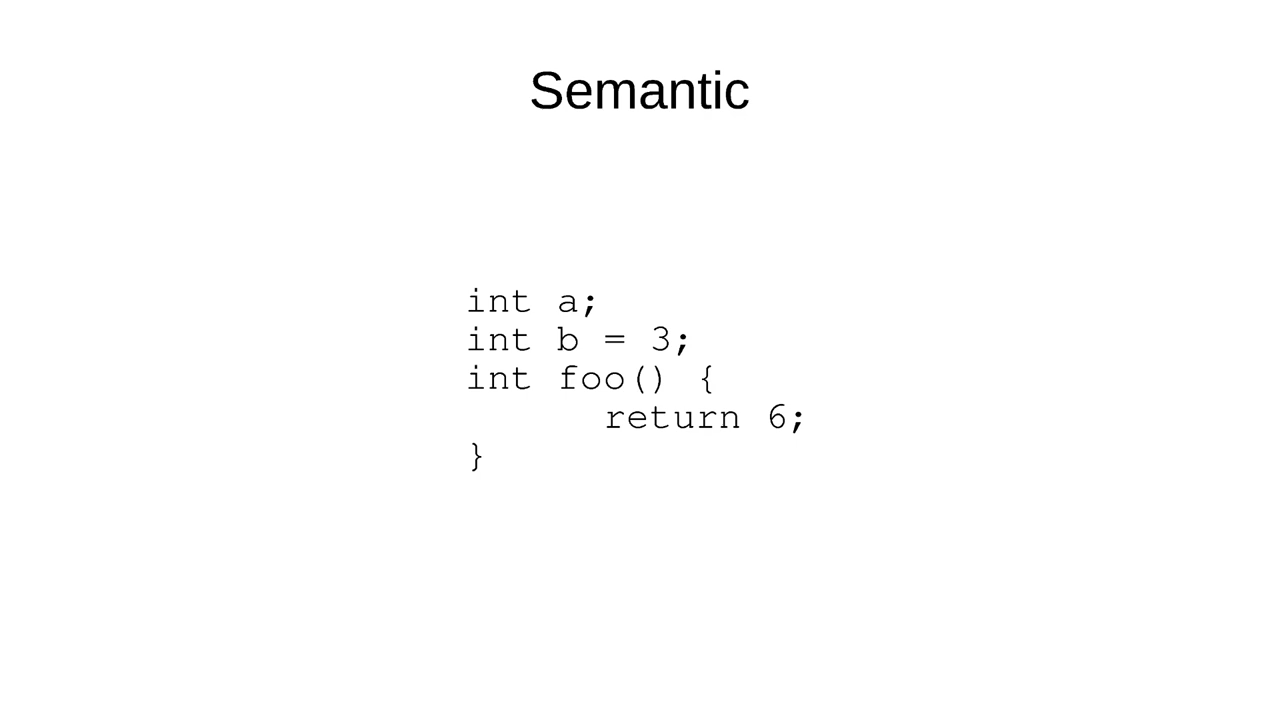 Semantic
int a;
int b = 3;
int foo() {
return 6;
}